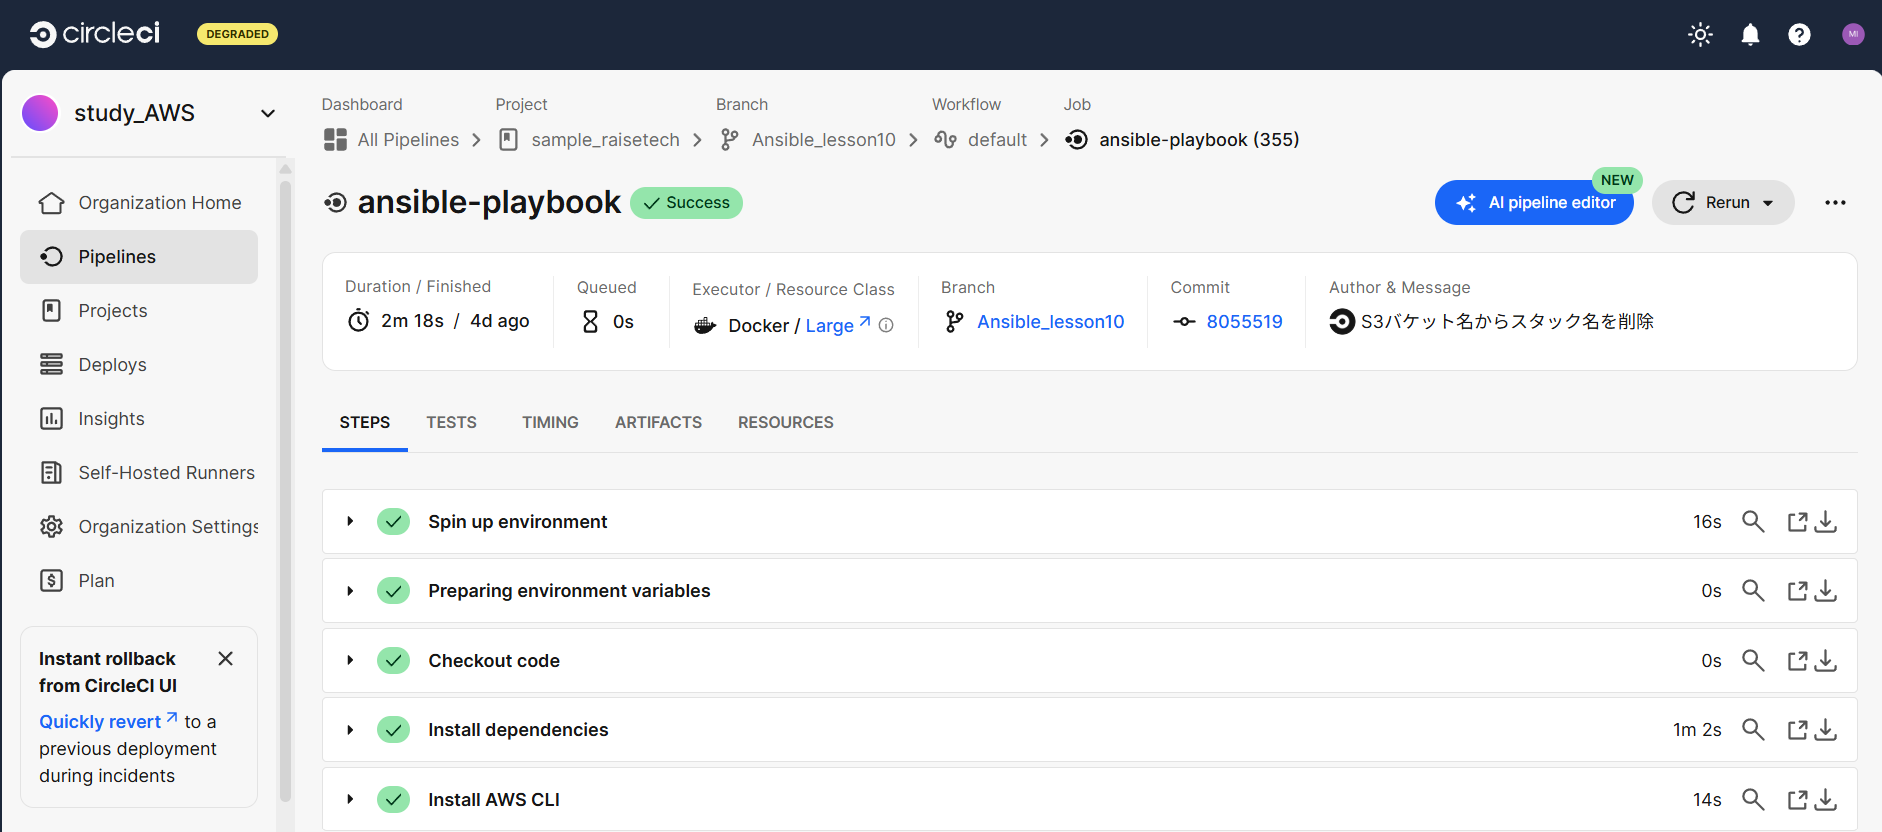 circleci
DEGRADED
MI
study_AWS
Organization Home
Pipelines
Projects
Deploys
Insights
Self-Hosted Runners
Organization Settings
Plan
Instant rollback
from CircleCI UI
Quickly revert to a
previous deployment
during incidents
Dashboard Project Branch Workflow Job
All Pipelines sample_raisetech Ansible_lesson10 default ansible-playbook (355)
ansible-playbook Success
NEW
AI pipeline editor Rerun
Duration / Finished Queued Executor / Resource Class Branch Commit Author & Message
2m 18s / 4d ago 0s Docker / Large Ansible_lesson10 8055519 S3バケット名からスタック名を削除
STEPS TESTS TIMING ARTIFACTS RESOURCES
Spin up environment 16s
Preparing environment variables 0s
Checkout code 0s
Install dependencies 1m 2s
Install AWS CLI 14s